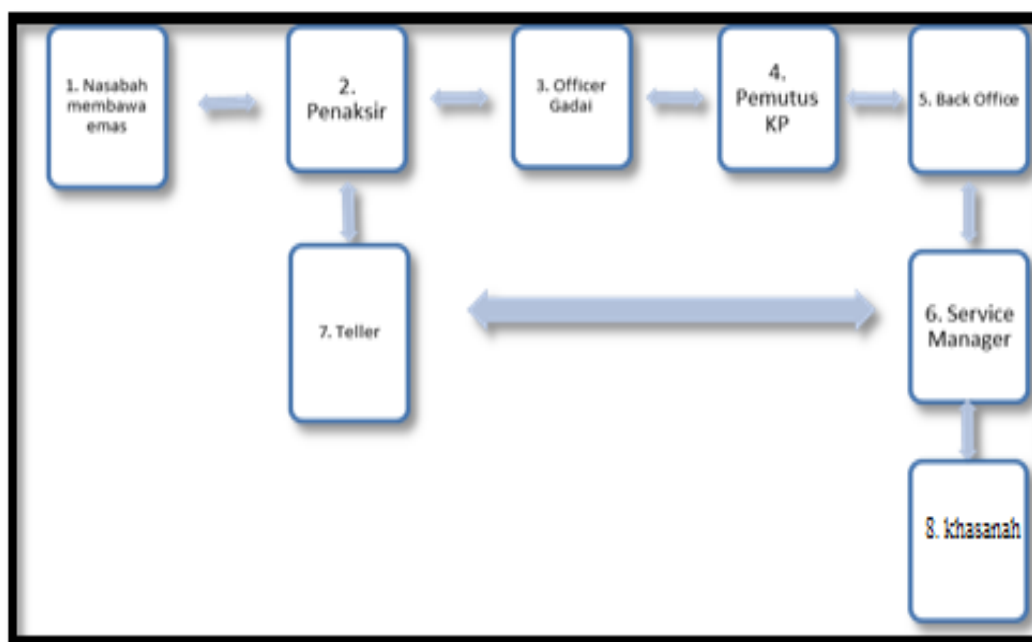 1. Nasabah
membawa
emas
2.
Penaksir
3. Officer
Gadai
4.
Pemutus
KP
5. Back Office
7. Teller
6. Service
Manager
8. khasanah